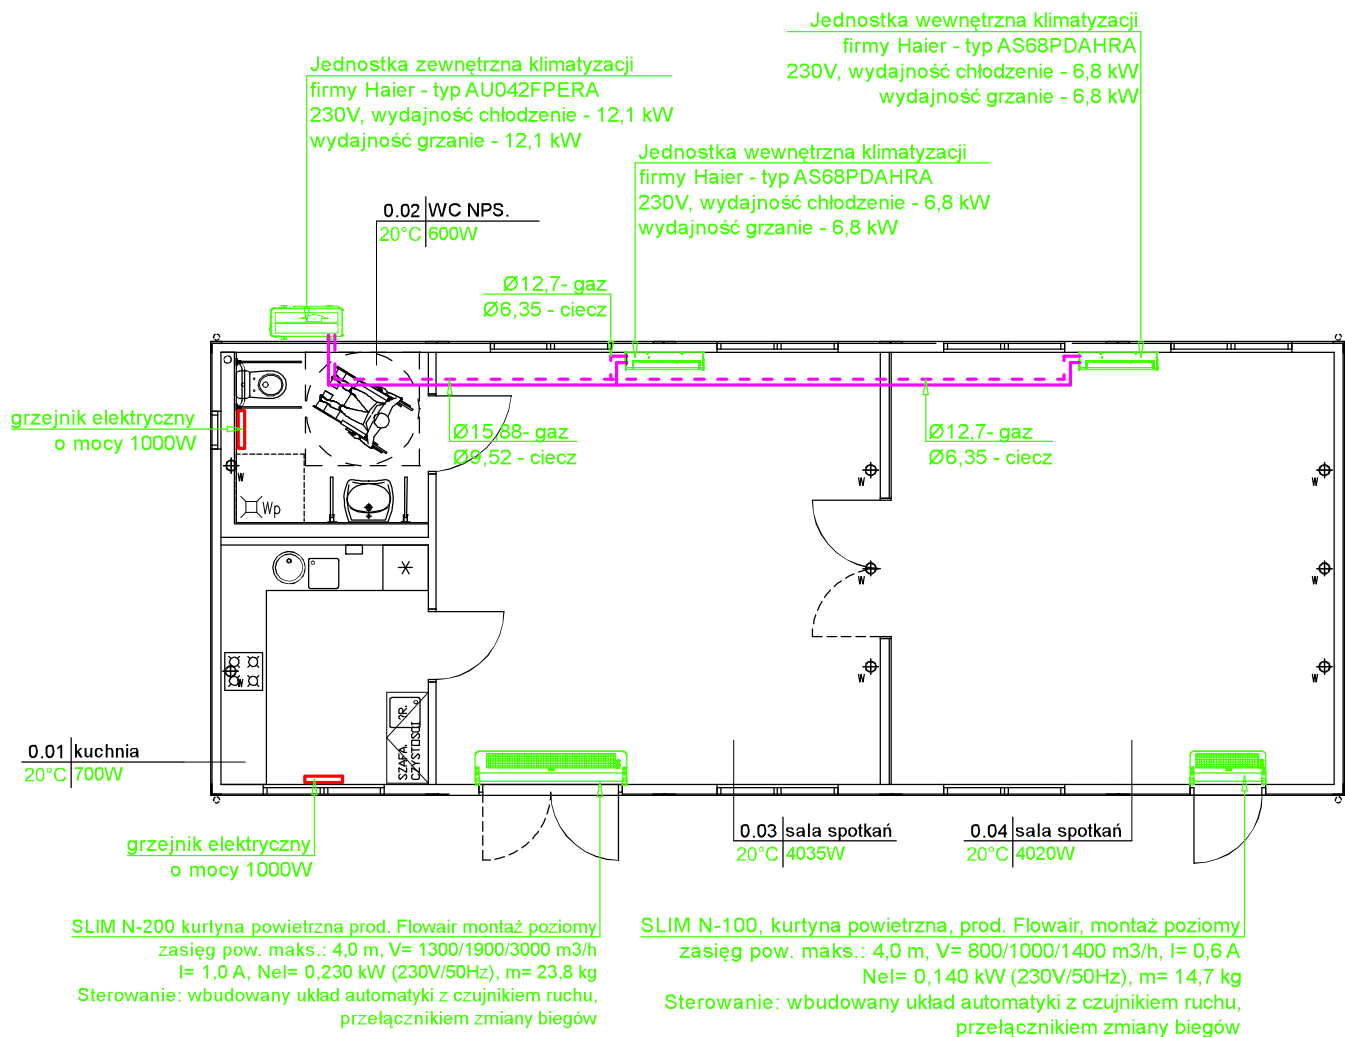 Jednostka wewnętrzna klimatyzacji
firmy Haier - typ AS68PDAHRA
230V, wydajność chłodzenie - 6,8 kW
wydajność grzanie - 6,8 kW
Jednostka zewnętrzna klimatyzacji
firmy Haier - typ AU042FPERA
230V, wydajność chłodzenie - 12,1 kW
wydajność grzanie - 12,1 kW
Jednostka wewnętrzna klimatyzacji
firmy Haier - typ AS68PDAHRA
230V, wydajność chłodzenie - 6,8 kW
wydajność grzanie - 6,8 kW
0.02 WC NPS.
20°C 600W
Ø12,7- gaz
Ø6,35 - ciecz
grzejnik elektryczny
o mocy 1000W
Ø15,88- gaz
Ø9,52 - ciecz
Ø12,7- gaz
Ø6,35 - ciecz
W
W
W
Wp
W
W
W
W
W
SZAFA
CZYSTOŚCI
0.01 kuchnia
20°C 700W
grzejnik elektryczny
o mocy 1000W
0.03 sala spotkań
20°C 4035W
0.04 sala spotkań
20°C 4020W
SLIM N-200 kurtyna powietrzna prod. Flowair montaż poziomy
zasięg pow. maks.: 4,0 m, V= 1300/1900/3000 m3/h
I= 1,0 A, Nel= 0,230 kW (230V/50Hz), m= 23,8 kg
Sterowanie: wbudowany układ automatyki z czujnikiem ruchu,
przełącznikiem zmiany biegów
SLIM N-100, kurtyna powietrzna, prod. Flowair, montaż poziomy
zasięg pow. maks.: 4,0 m, V= 800/1000/1400 m3/h, I= 0,6 A
Nel= 0,140 kW (230V/50Hz), m= 14,7 kg
Sterowanie: wbudowany układ automatyki z czujnikiem ruchu,
przełącznikiem zmiany biegów